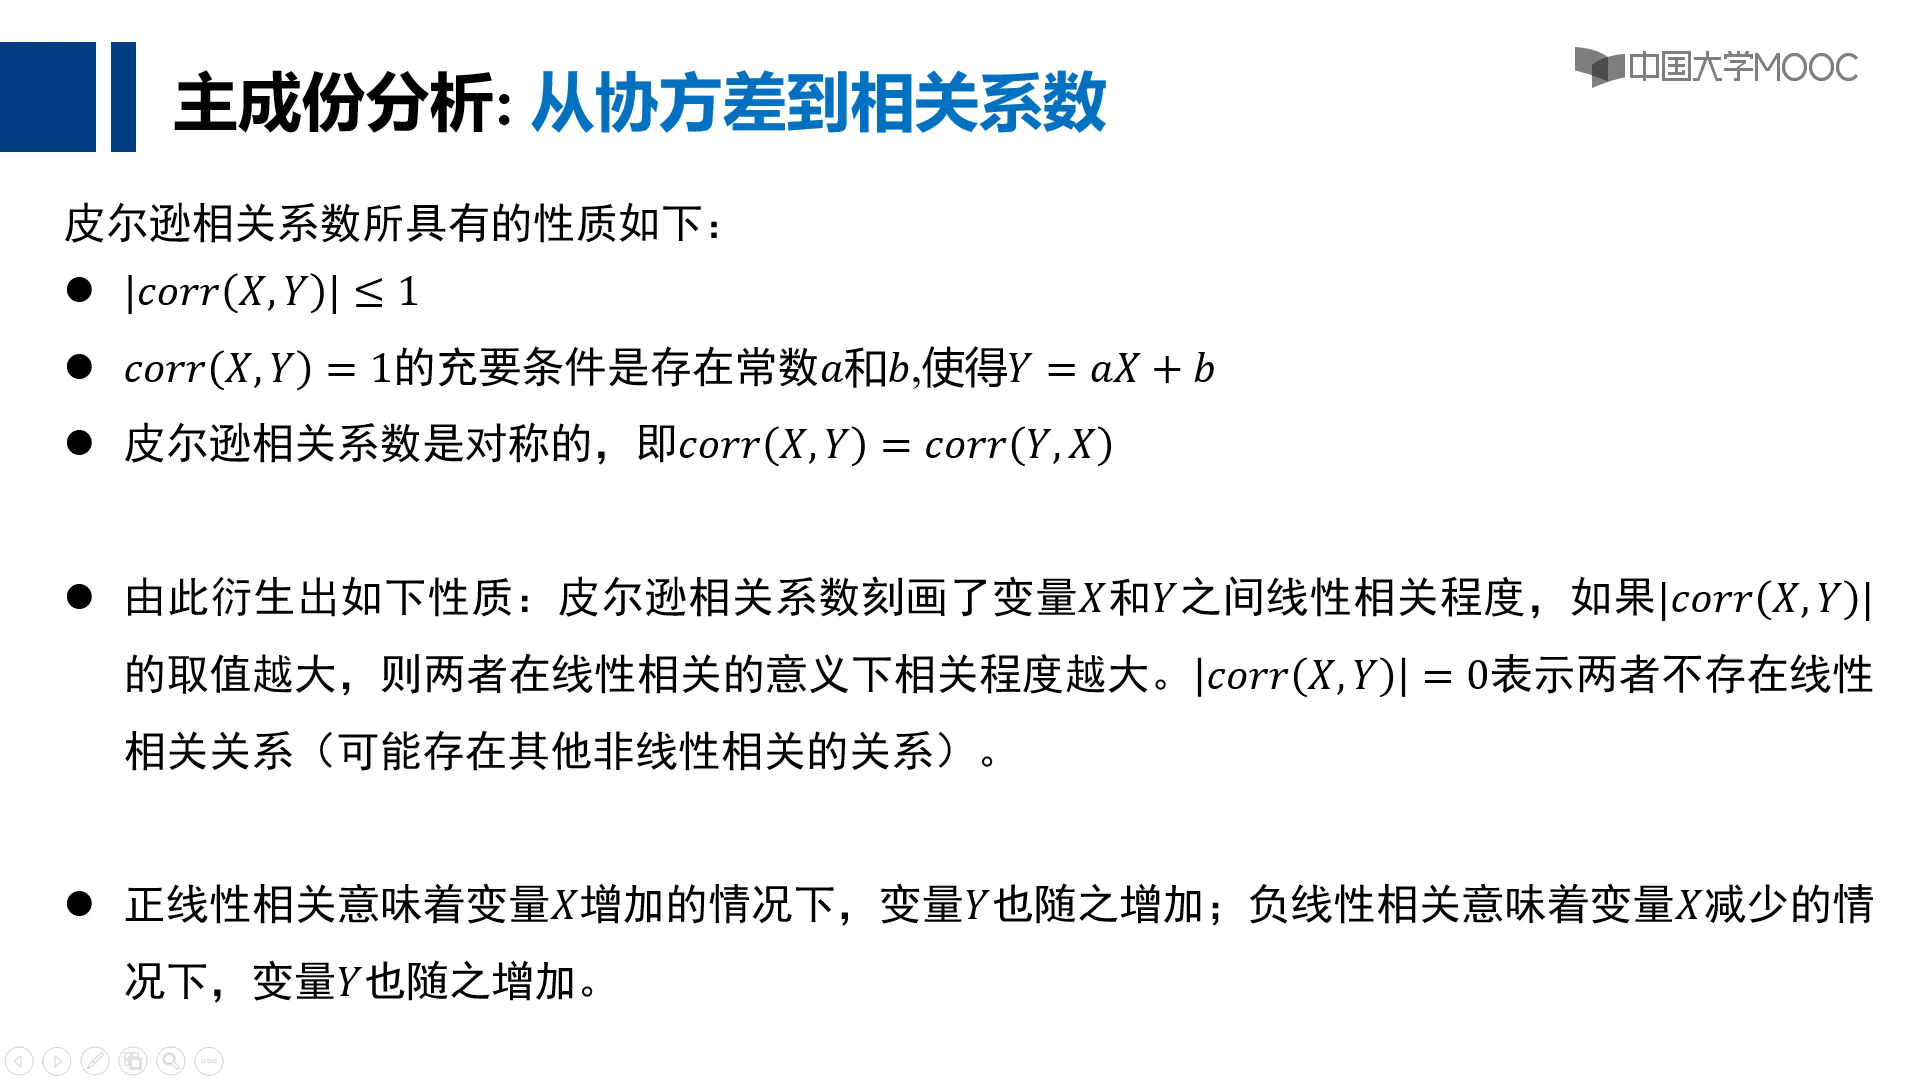 主成份分析: 从协方差到相关系数
中国大学MOOC
皮尔逊相关系数所具有的性质如下：
● |corr(X,Y)| ≤ 1
● corr(X,Y) = 1的充要条件是存在常数a和b,使得Y = aX + b
● 皮尔逊相关系数是对称的，即corr(X,Y) = corr(Y,X)
● 由此衍生出如下性质：皮尔逊相关系数刻画了变量X和Y之间线性相关程度，如果|corr(X,Y)|
的取值越大，则两者在线性相关的意义下相关程度越大。|corr(X,Y)| = 0表示两者不存在线性
相关关系（可能存在其他非线性相关的关系）。
● 正线性相关意味着变量X增加的情况下，变量Y也随之增加；负线性相关意味着变量X减少的情
况下，变量Y也随之增加。